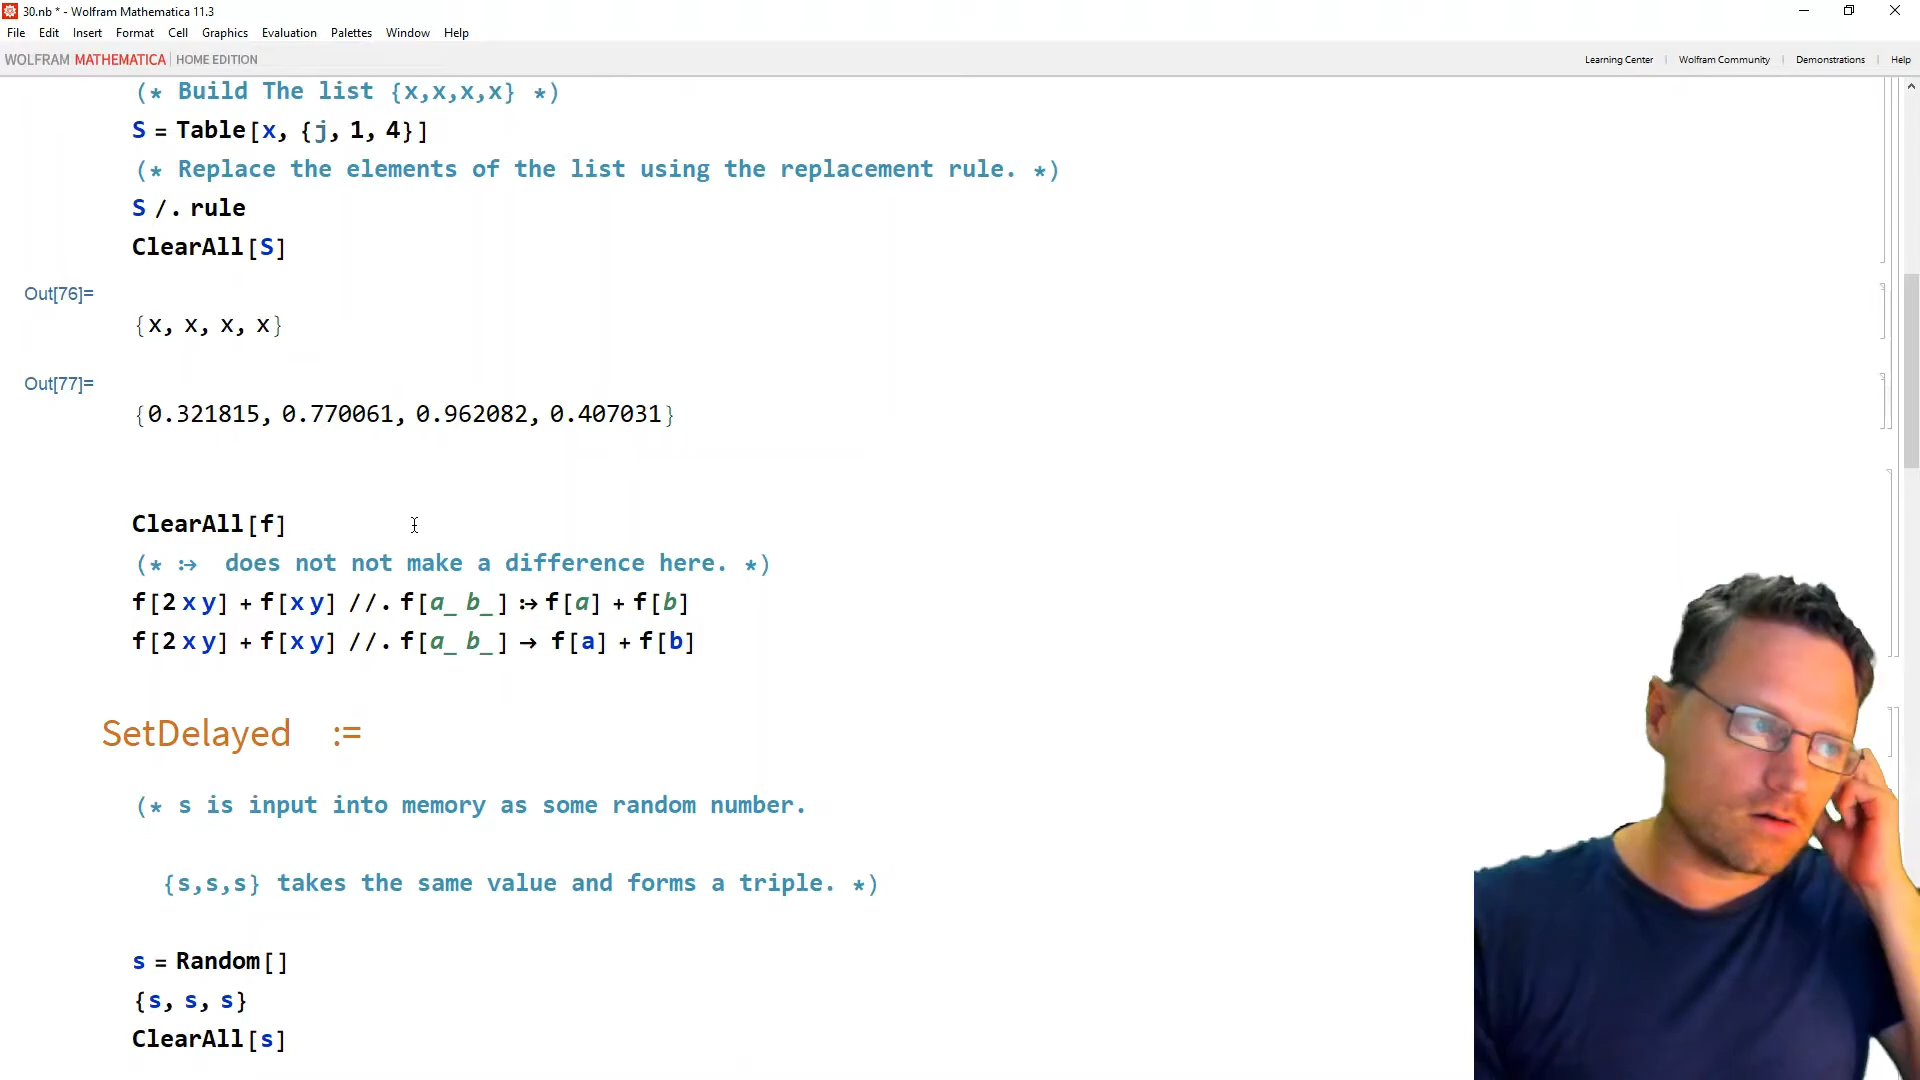 30.nb * - Wolfram Mathematica 11.3
File Edit Insert Format Cell Graphics Evaluation Palettes Window Help
WOLFRAM MATHEMATICA | HOME EDITION
Learning Center | Wolfram Community | Demonstrations | Help
(* Build The list {x,x,x,x} *)
S = Table[x, {j, 1, 4}]
(* Replace the elements of the list using the replacement rule. *)
S /. rule
ClearAll[S]
Out[76]=
{x, x, x, x}
Out[77]=
{0.321815, 0.770061, 0.962082, 0.407031}
ClearAll[f]
(* :→ does not not make a difference here. *)
f[2 x y] + f[x y] //. f[a_ b_] :→ f[a] + f[b]
f[2 x y] + f[x y] //. f[a_ b_] → f[a] + f[b]
SetDelayed :=
(* s is input into memory as some random number.
{s,s,s} takes the same value and forms a triple. *)
s = Random[]
{s, s, s}
ClearAll[s]